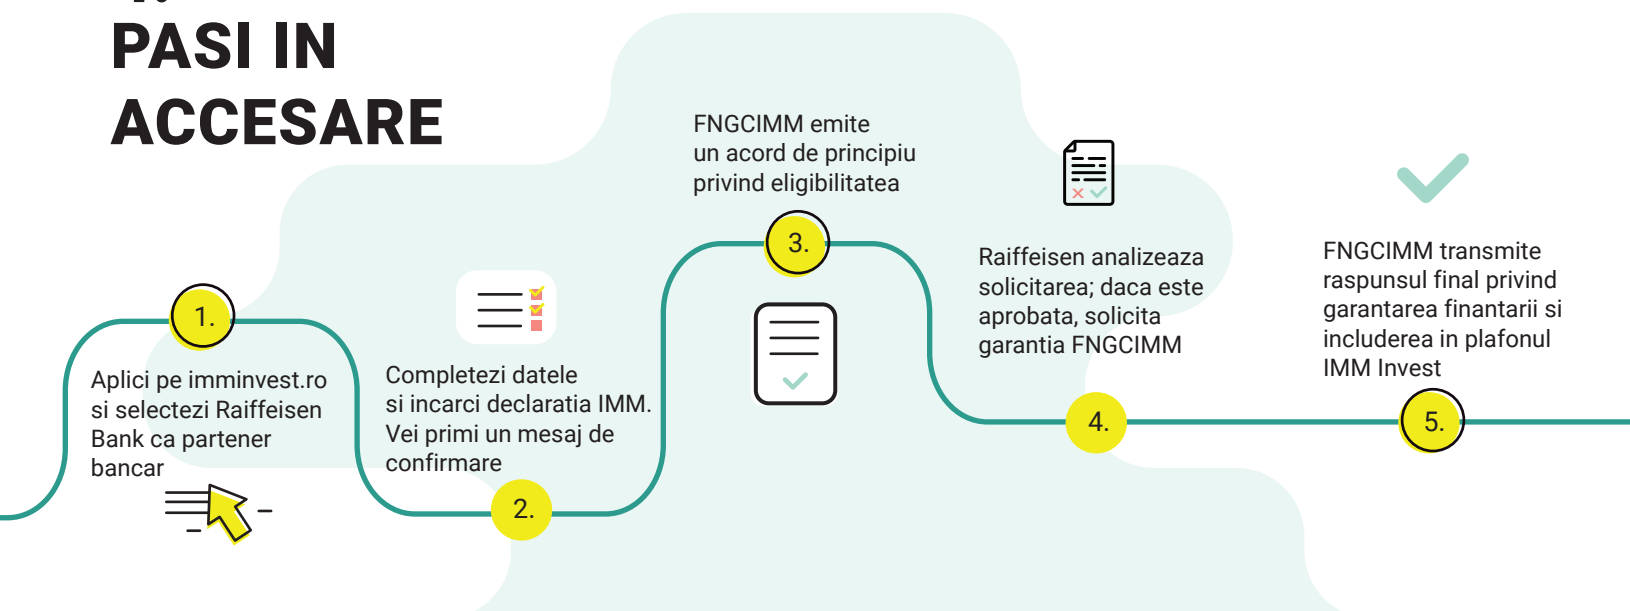 PASI IN
ACCESARE
1.
Aplici pe imminvest.ro
si selectezi Raiffeisen
Bank ca partener
bancar
Completezi datele
si incarci declaratia IMM.
Vei primi un mesaj de
confirmare
2.
FNGCIMM emite
un acord de principiu
privind eligibilitatea
3.
Raiffeisen analizeaza
solicitarea; daca este
aprobata, solicita
garantia FNGCIMM
4.
FNGCIMM transmite
raspunsul final privind
garantarea finantarii si
includerea in plafonul
IMM Invest
5.